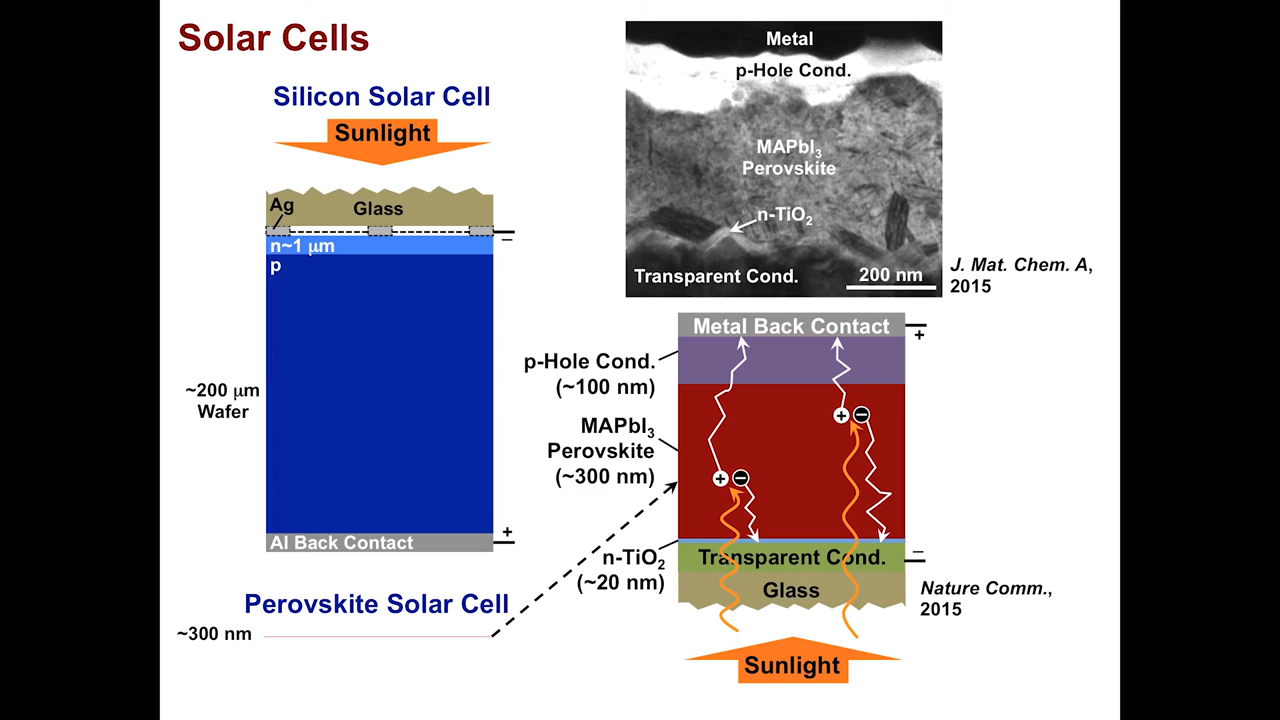 Solar Cells
Silicon Solar Cell
Sunlight
Ag
Glass
−
n~1 μm
p
~200 μm
Wafer
+
Al Back Contact
Perovskite Solar Cell
~300 nm
Metal
p-Hole Cond.
MAPbI₃
Perovskite
n-TiO₂
Transparent Cond.
200 nm
J. Mat. Chem. A,
2015
Metal Back Contact
+
p-Hole Cond.
(~100 nm)
MAPbI₃
Perovskite
(~300 nm)
+ −
+ −
n-TiO₂
(~20 nm)
Transparent Cond.
−
Glass
Nature Comm.,
2015
Sunlight